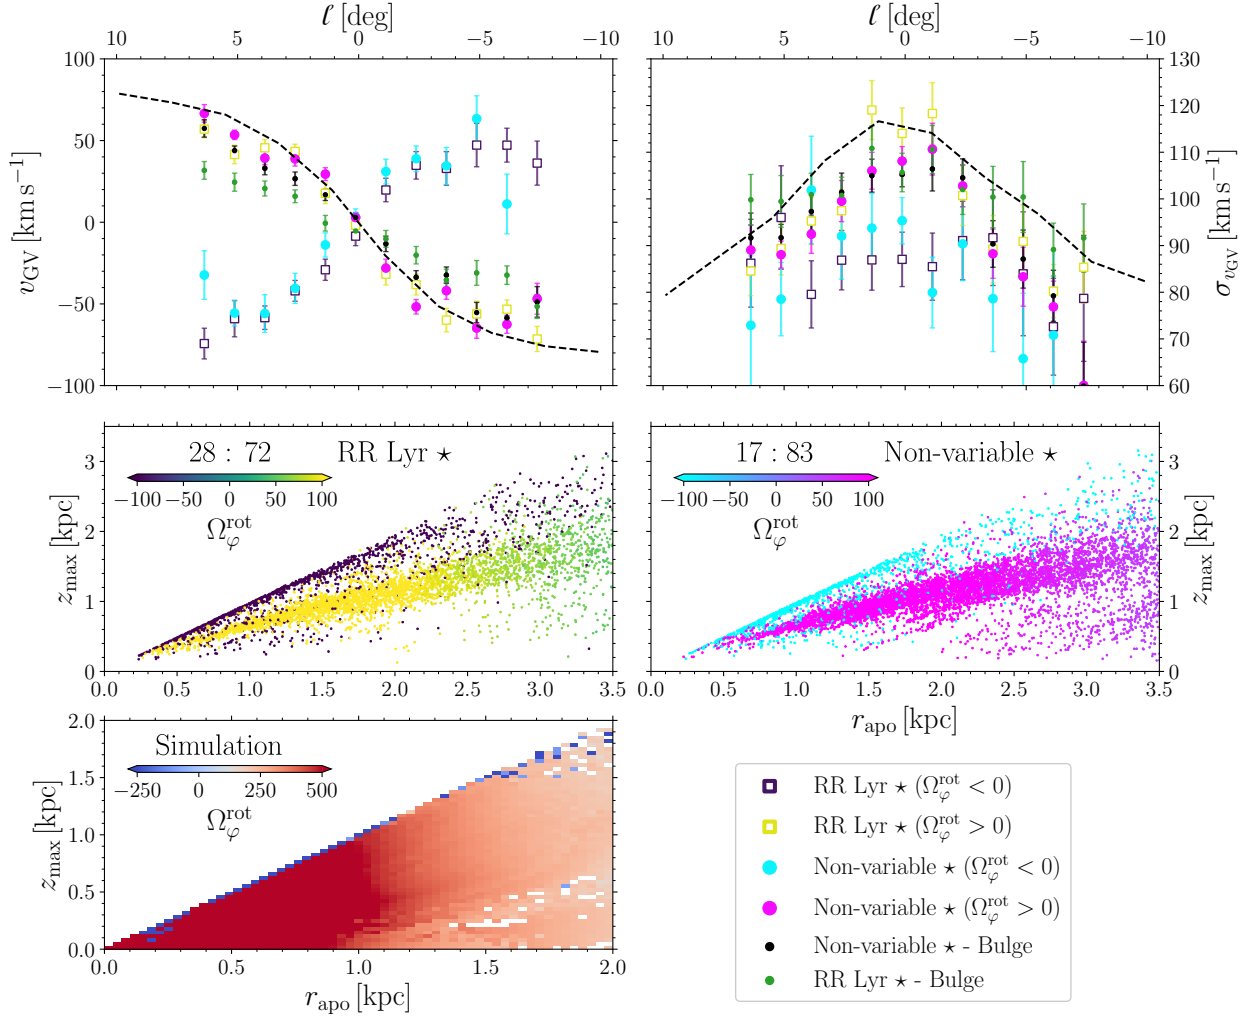 ℓ [deg]
10 5 0 −5 −10
100
50
0
−50
−100
v_GV [km s⁻¹]
ℓ [deg]
10 5 0 −5 −10
130
120
110
100
90
80
70
60
σ_{v_GV} [km s⁻¹]
28 : 72
RR Lyr ⋆
−100 −50 0 50 100
Ω_φ^rot
3
2
1
0
z_max [kpc]
0.0 0.5 1.0 1.5 2.0 2.5 3.0 3.5
17 : 83
Non-variable ⋆
−100 −50 0 50 100
Ω_φ^rot
3
2
1
0
z_max [kpc]
0.0 0.5 1.0 1.5 2.0 2.5 3.0 3.5
r_apo [kpc]
Simulation
−250 0 250 500
Ω_φ^rot
2.0
1.5
1.0
0.5
0.0
z_max [kpc]
0.0 0.5 1.0 1.5 2.0
r_apo [kpc]
RR Lyr ⋆ (Ω_φ^rot < 0)
RR Lyr ⋆ (Ω_φ^rot > 0)
Non-variable ⋆ (Ω_φ^rot < 0)
Non-variable ⋆ (Ω_φ^rot > 0)
Non-variable ⋆ - Bulge
RR Lyr ⋆ - Bulge